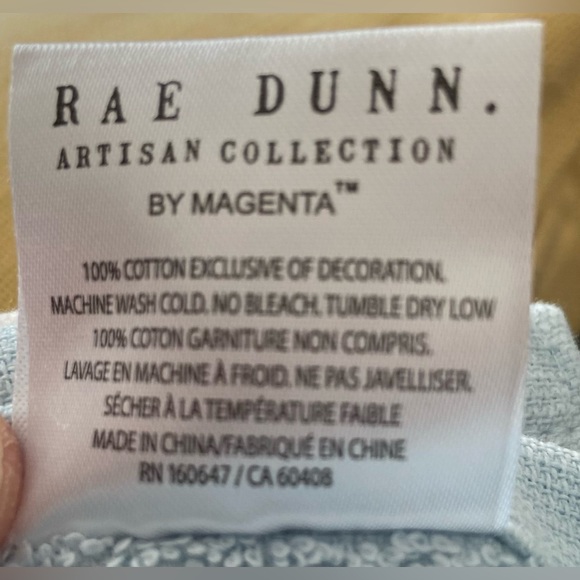 RAE DUNN.
ARTISAN COLLECTION
BY MAGENTA™
100% COTTON EXCLUSIVE OF DECORATION.
MACHINE WASH COLD. NO BLEACH. TUMBLE DRY LOW
100% COTON GARNITURE NON COMPRIS.
LAVAGE EN MACHINE À FROID. NE PAS JAVELLISER.
SÉCHER À LA TEMPÉRATURE FAIBLE
MADE IN CHINA/FABRIQUÉ EN CHINE
RN 160647 / CA 60408